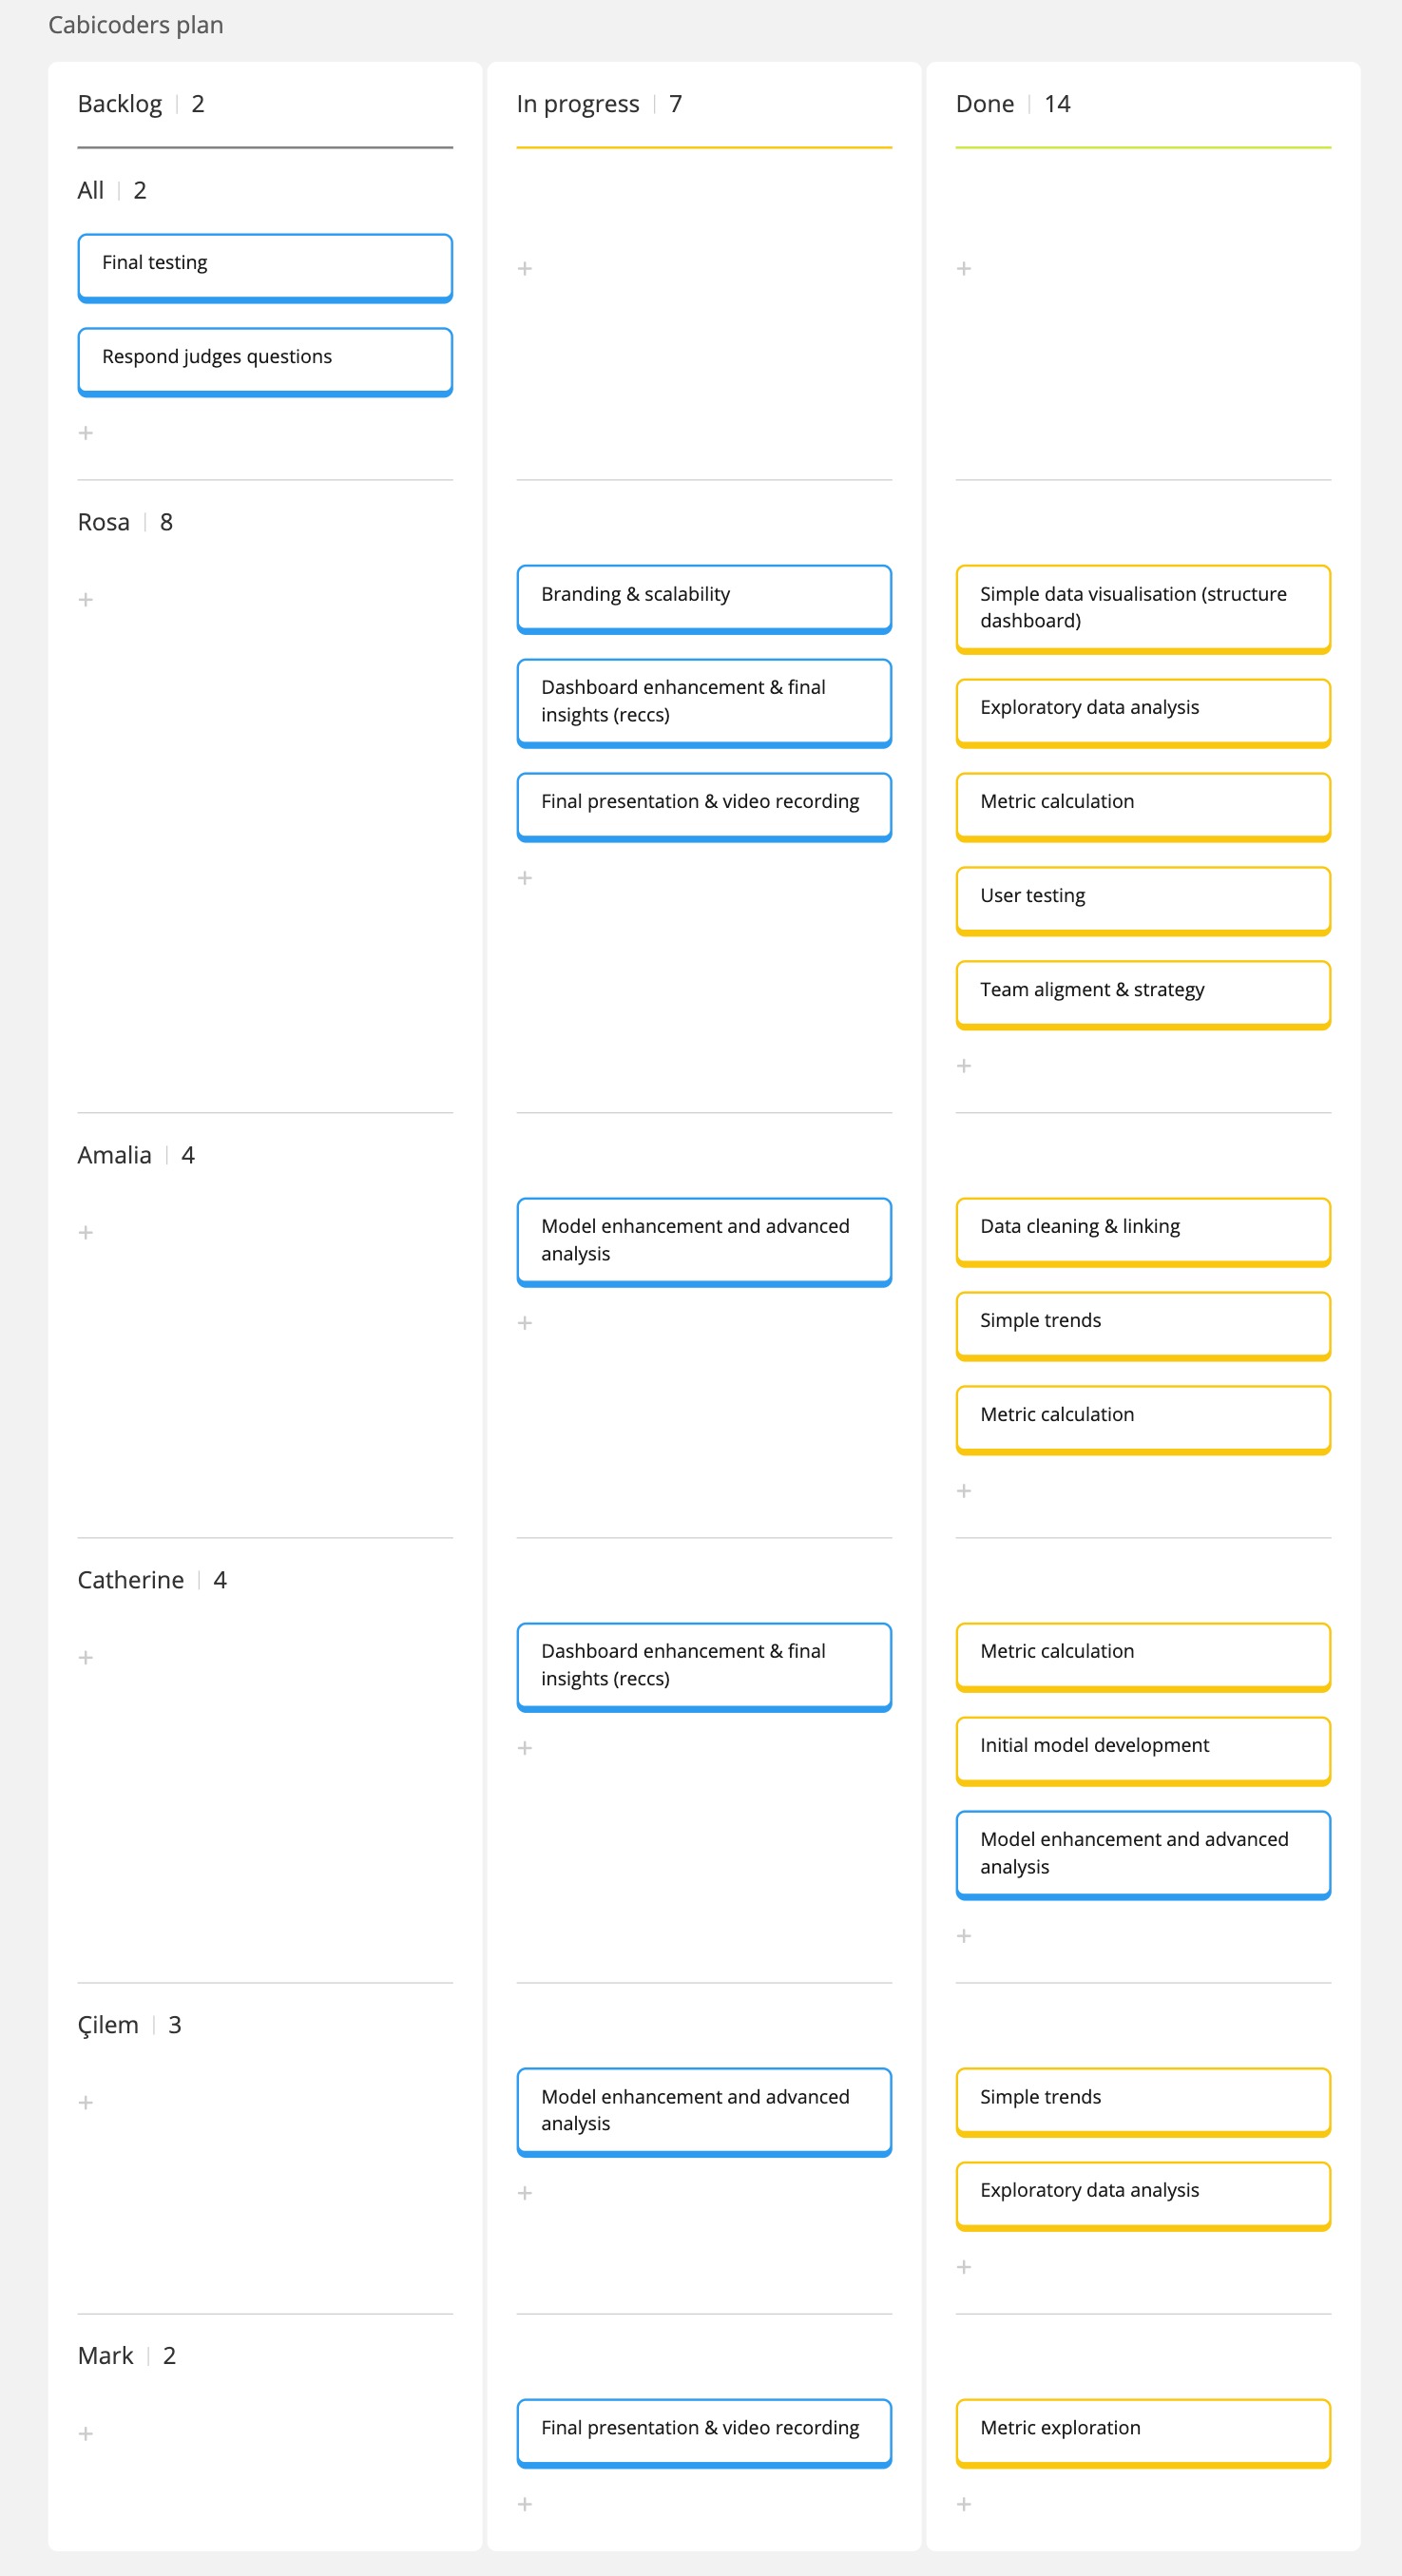 Cabicoders plan
Backlog | 2
In progress | 7
Done | 14
All | 2
Final testing
Respond judges questions
Rosa | 8
Branding & scalability
Dashboard enhancement & final
insights (reccs)
Final presentation & video recording
Simple data visualisation (structure
dashboard)
Exploratory data analysis
Metric calculation
User testing
Team aligment & strategy
Amalia | 4
Model enhancement and advanced
analysis
Data cleaning & linking
Simple trends
Metric calculation
Catherine | 4
Dashboard enhancement & final
insights (reccs)
Metric calculation
Initial model development
Model enhancement and advanced
analysis
Çilem | 3
Model enhancement and advanced
analysis
Simple trends
Exploratory data analysis
Mark | 2
Final presentation & video recording
Metric exploration